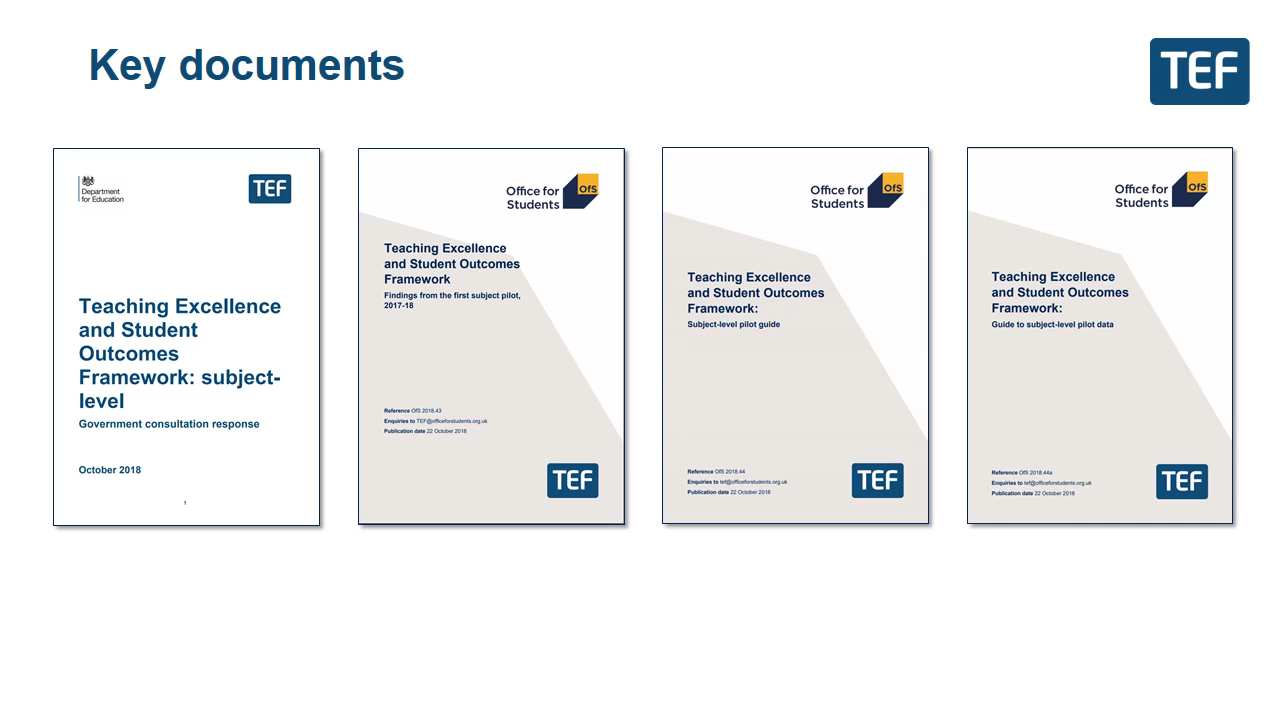 Key documents
TEF
Department
for Education
TEF
Teaching Excellence
and Student
Outcomes
Framework: subject-
level
Government consultation response
October 2018
1
Office for
Students
OfS
Teaching Excellence
and Student Outcomes
Framework
Findings from the first subject pilot,
2017-18
Reference OfS 2018.43
Enquiries to TEF@officeforstudents.org.uk
Publication date 22 October 2018
TEF
Office for
Students
OfS
Teaching Excellence
and Student Outcomes
Framework:
Subject-level pilot guide
Reference OfS 2018.44
Enquiries to tef@officeforstudents.org.uk
Publication date 22 October 2018
TEF
Office for
Students
OfS
Teaching Excellence
and Student Outcomes
Framework:
Guide to subject-level pilot data
Reference OfS 2018.44a
Enquiries to tef@officeforstudents.org.uk
Publication date 22 October 2018
TEF